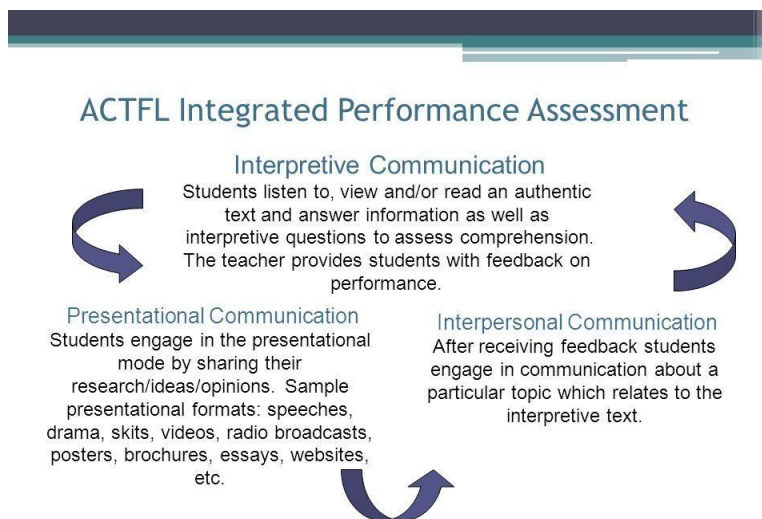 ACTFL Integrated Performance Assessment
Interpretive Communication
Students listen to, view and/or read an authentic
text and answer information as well as
interpretive questions to assess comprehension.
The teacher provides students with feedback on
performance.
Presentational Communication
Students engage in the presentational
mode by sharing their
research/ideas/opinions. Sample
presentational formats: speeches,
drama, skits, videos, radio broadcasts,
posters, brochures, essays, websites,
etc.
Interpersonal Communication
After receiving feedback students
engage in communication about a
particular topic which relates to the
interpretive text.